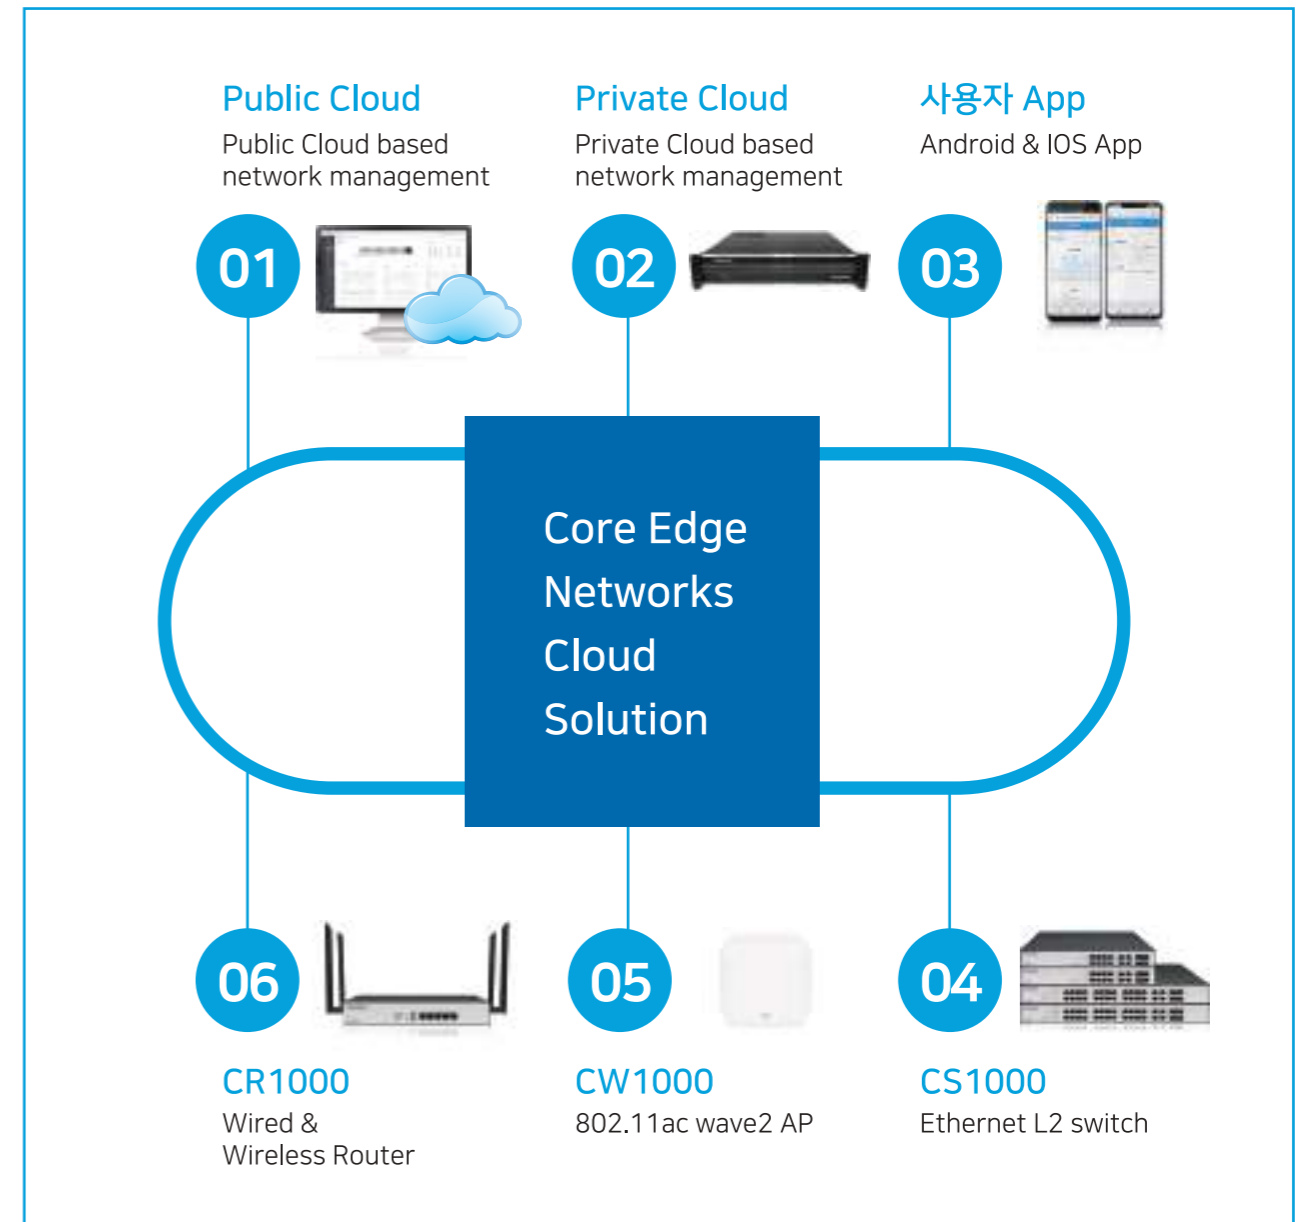 Public Cloud
Public Cloud based
network management
01
Private Cloud
Private Cloud based
network management
02
사용자 App
Android & IOS App
03
Core Edge
Networks
Cloud
Solution
06
CR1000
Wired &
Wireless Router
05
CW1000
802.11ac wave2 AP
04
CS1000
Ethernet L2 switch